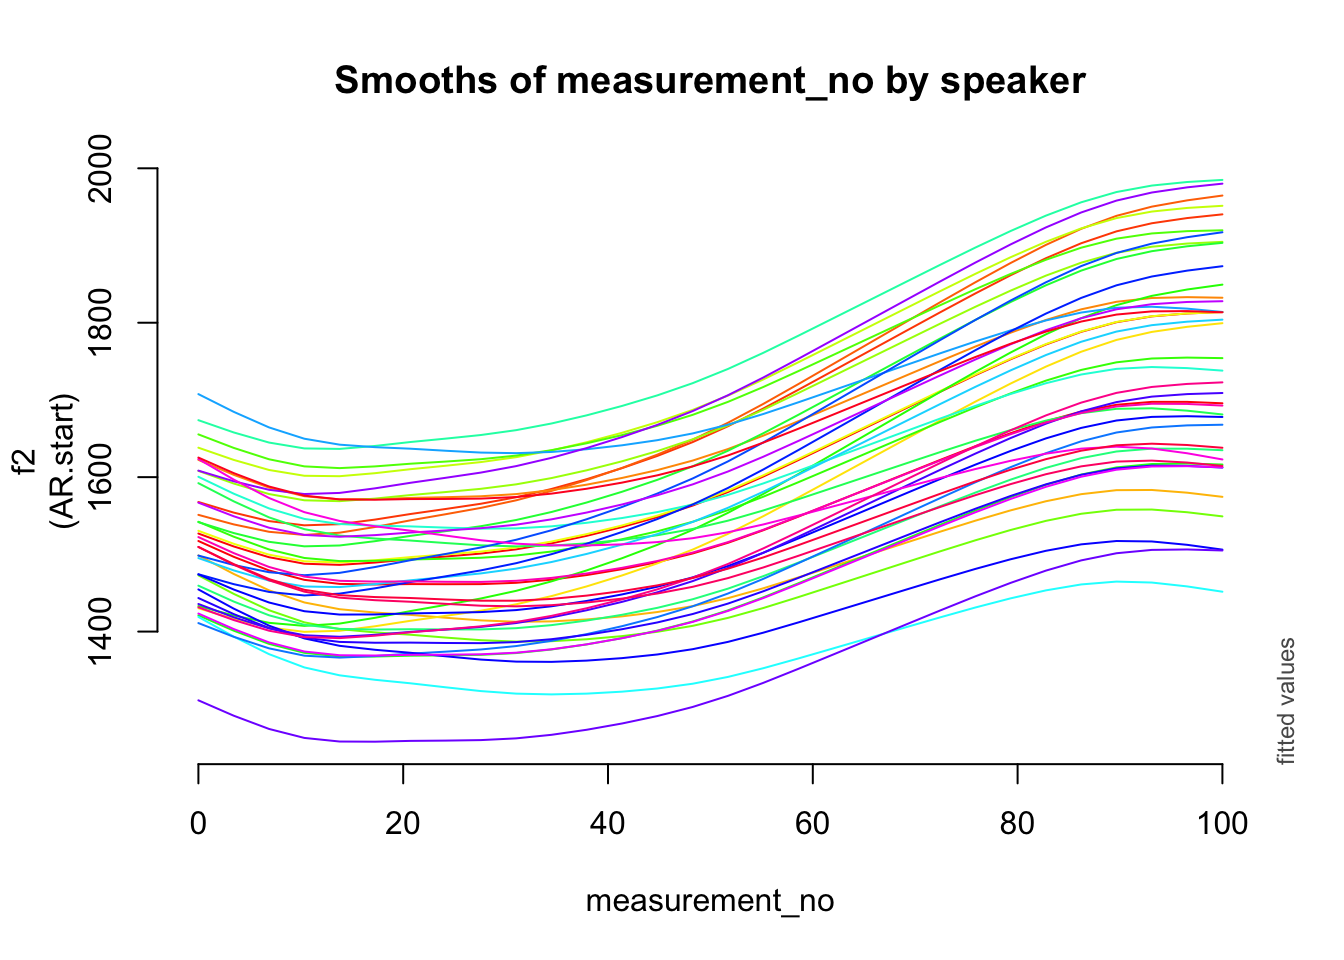 Smooths of measurement_no by speaker
f2
(AR.start)
2000
1800
1600
1400
0 20 40 60 80 100
measurement_no
fitted values